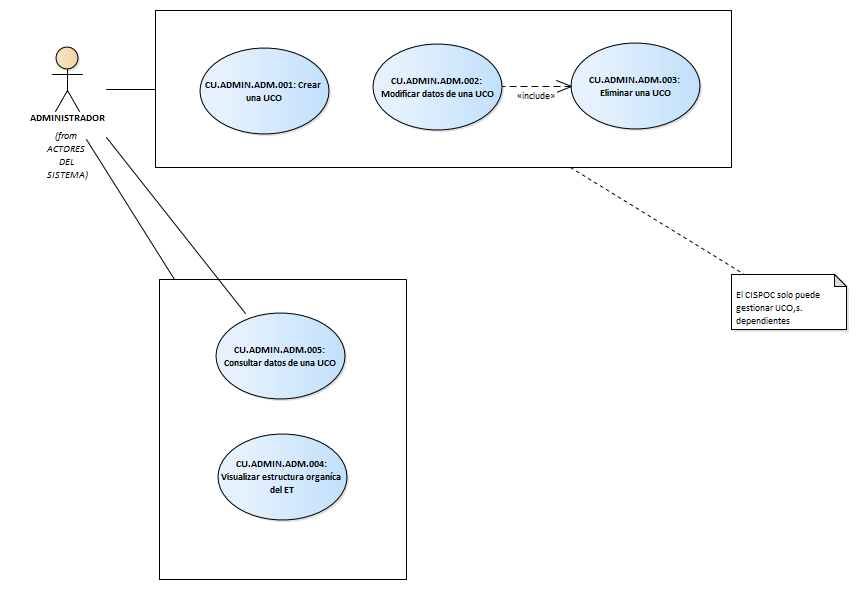 CU.ADMIN.ADM.001: Crear
una UCO
CU.ADMIN.ADM.002:
Modificar datos de una UCO
«include»
CU.ADMIN.ADM.003:
Eliminar una UCO
ADMINISTRADOR
(from
ACTORES
DEL
SISTEMA)
El CISPOC solo puede
gestionar UCO,s.
dependientes
CU.ADMIN.ADM.005:
Consultar datos de una UCO
CU.ADMIN.ADM.004:
Visualizar estructura organíca
del ET